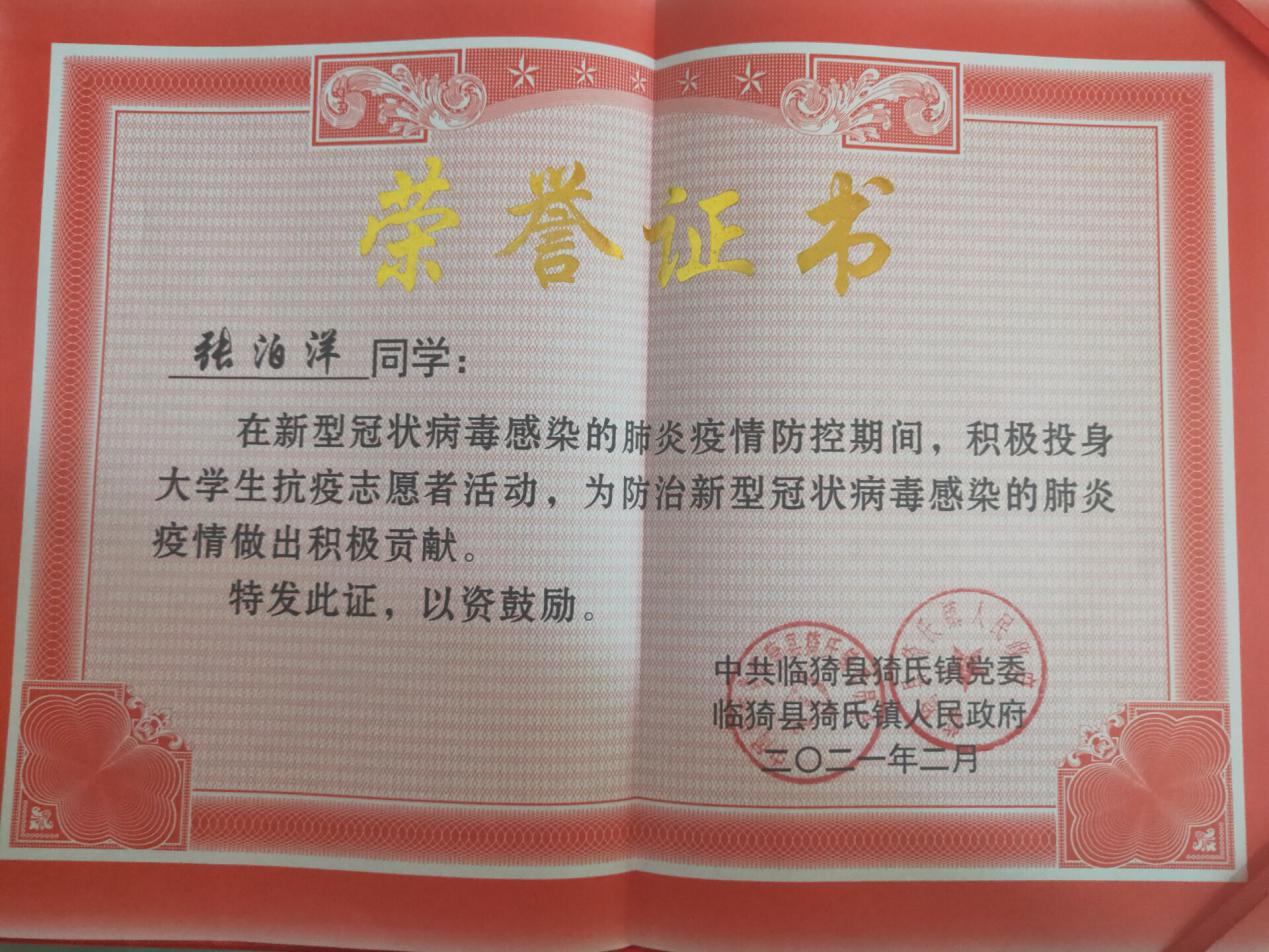 荣誉证书
张泊洋同学：
在新型冠状病毒感染的肺炎疫情防控期间，积极投身
大学生抗疫志愿者活动，为防治新型冠状病毒感染的肺炎
疫情做出积极贡献。
特发此证，以资鼓励。
中共临猗县猗氏镇党委
临猗县猗氏镇人民政府
二〇二一年二月